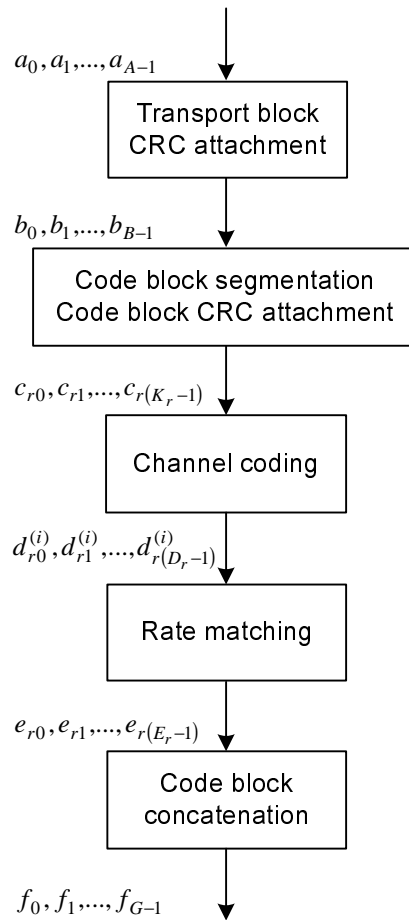 a_0, a_1,..., a_{A-1}
Transport block
CRC attachment
b_0, b_1,..., b_{B-1}
Code block segmentation
Code block CRC attachment
c_{r0}, c_{r1},..., c_{r(K_r-1)}
Channel coding
d_{r0}^{(i)}, d_{r1}^{(i)},..., d_{r(D_r-1)}^{(i)}
Rate matching
e_{r0}, e_{r1},..., e_{r(E_r-1)}
Code block
concatenation
f_0, f_1,..., f_{G-1}